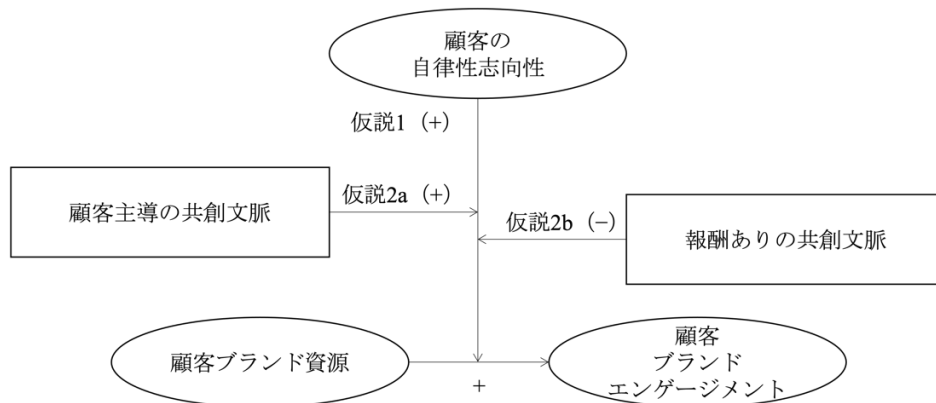 顧客の
自律性志向性
仮説1（+）
仮説2a（+）
顧客主導の共創文脈
仮説2b（−）
報酬ありの共創文脈
顧客ブランド資源
+
顧客
ブランド
エンゲージメント